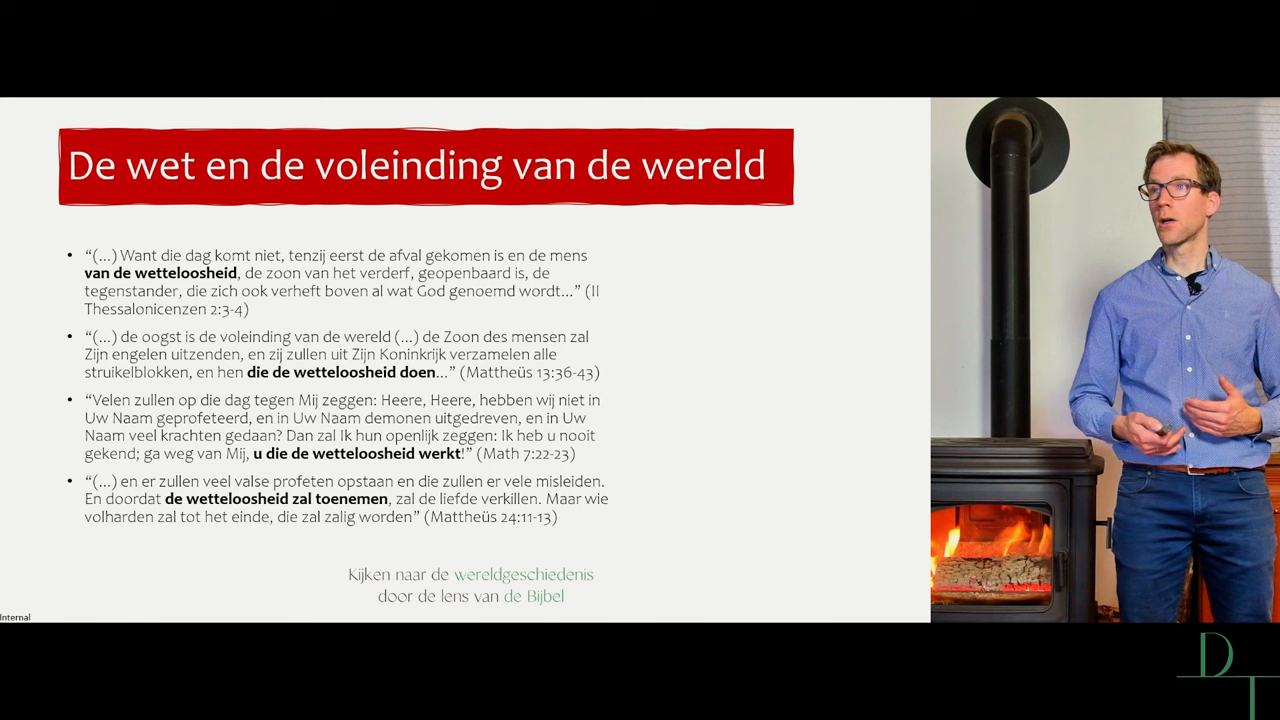 De wet en de voleinding van de wereld
• “(...) Want die dag komt niet, tenzij eerst de afval gekomen is en de mens
van de wetteloosheid, de zoon van het verderf, geopenbaard is, de
tegenstander, die zich ook verheft boven al wat God genoemd wordt...” (II
Thessalonicenzen 2:3-4)
• “(...) de oogst is de voleinding van de wereld (...) de Zoon des mensen zal
Zijn engelen uitzenden, en zij zullen uit Zijn Koninkrijk verzamelen alle
struikelblokken, en hen die de wetteloosheid doen...” (Mattheüs 13:36-43)
• “Velen zullen op die dag tegen Mij zeggen: Heere, Heere, hebben wij niet in
Uw Naam geprofeteerd, en in Uw Naam demonen uitgedreven, en in Uw
Naam veel krachten gedaan? Dan zal Ik hun openlijk zeggen: Ik heb u nooit
gekend; ga weg van Mij, u die de wetteloosheid werkt!” (Math 7:22-23)
• “(...) en er zullen veel valse profeten opstaan en die zullen er vele misleiden.
En doordat de wetteloosheid zal toenemen, zal de liefde verkillen. Maar wie
volharden zal tot het einde, die zal zalig worden” (Mattheüs 24:11-13)
Kijken naar de wereldgeschiedenis
door de lens van de Bijbel
Internal
DT